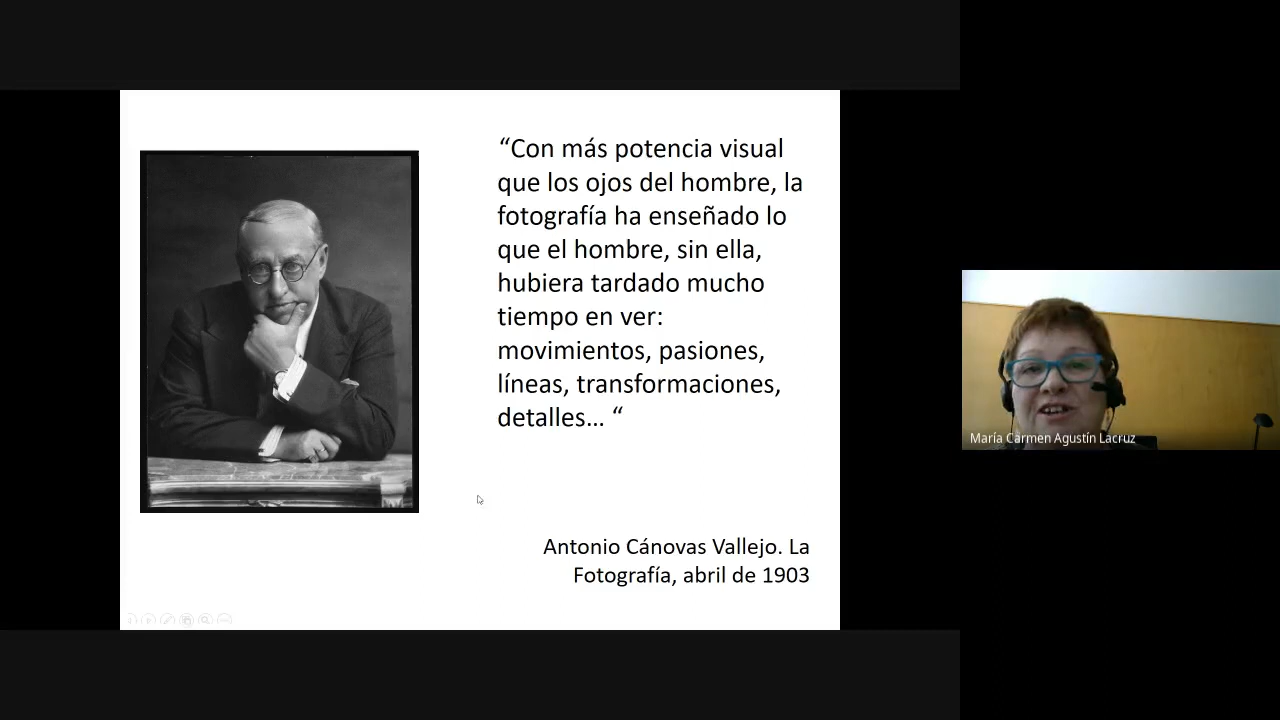 “Con más potencia visual
que los ojos del hombre, la
fotografía ha enseñado lo
que el hombre, sin ella,
hubiera tardado mucho
tiempo en ver:
movimientos, pasiones,
líneas, transformaciones,
detalles… “
Antonio Cánovas Vallejo. La
Fotografía, abril de 1903
María Carmen Agustín Lacruz